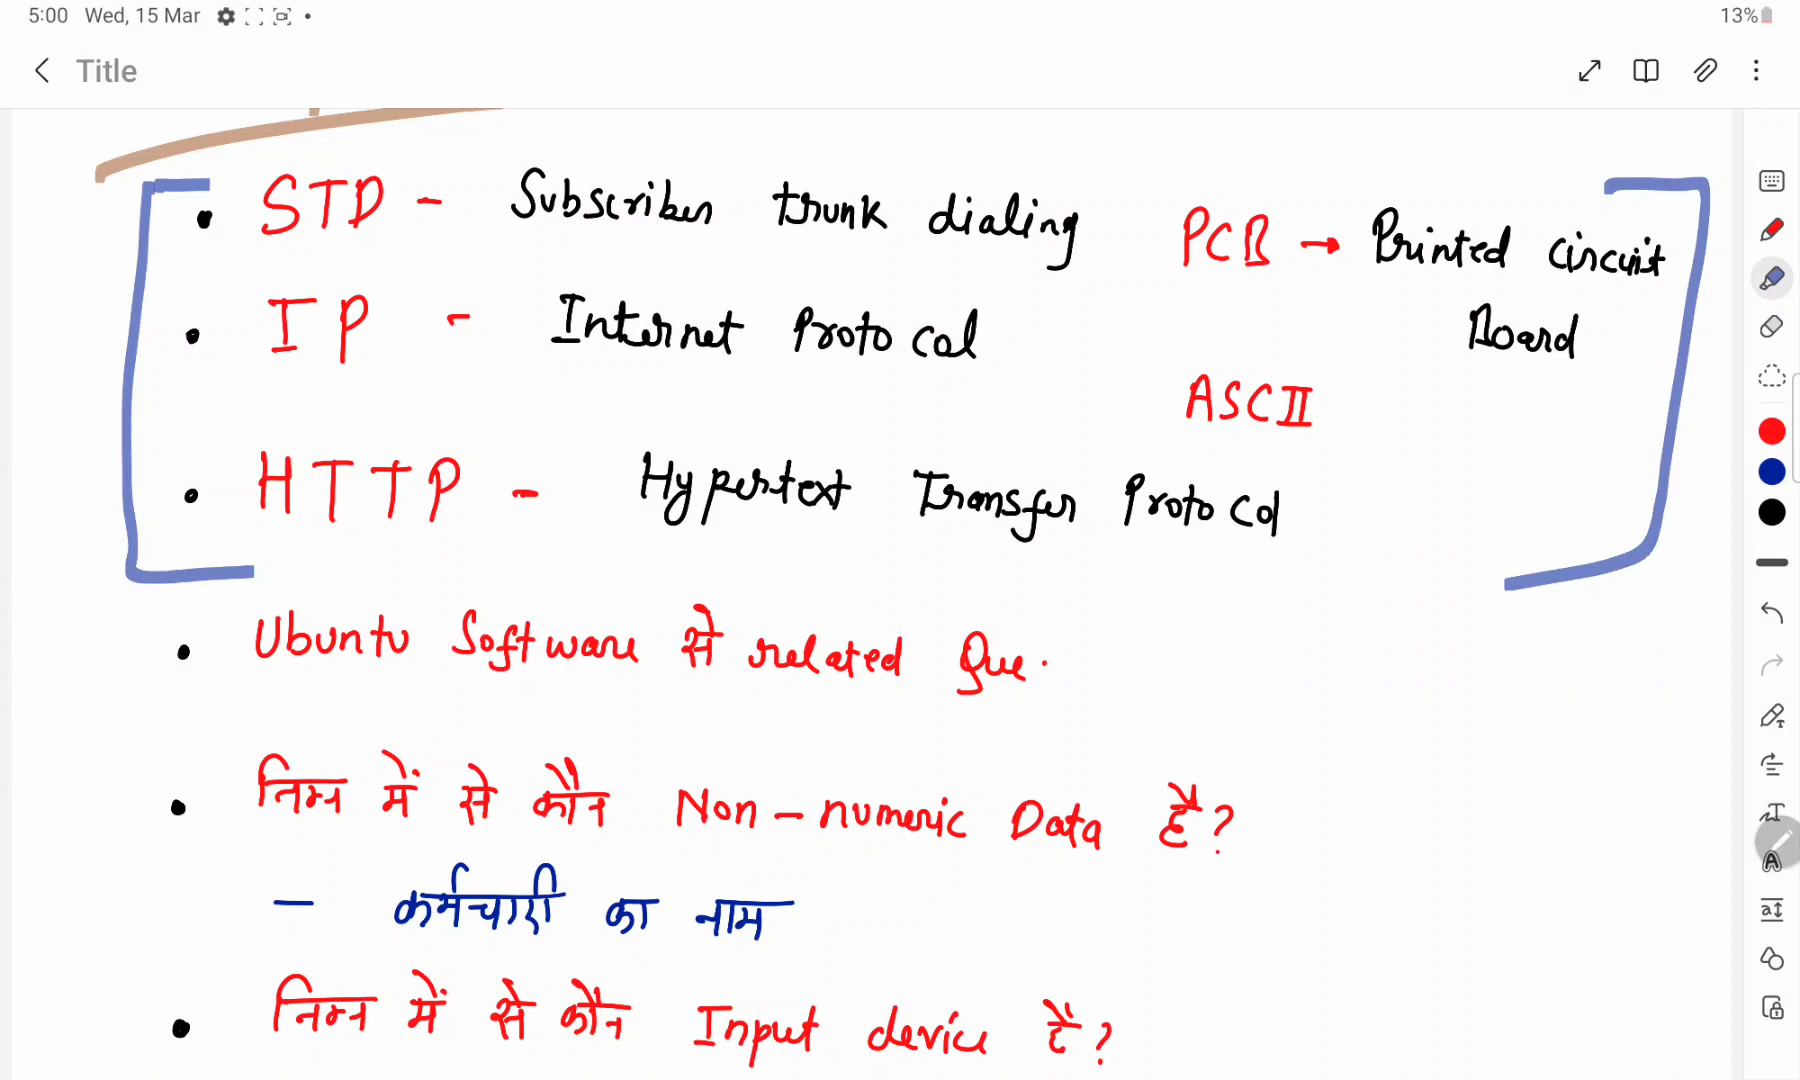 5:00 Wed, 15 Mar
13%
Title
• STD - Subscriber trunk dialing
PCB → Printed circuit
Board
• IP - Internet Protocol
ASCII
• HTTP - Hypertext Transfer Protocol
• Ubuntu Software से related Que.
• निम्न में से कौन Non-numeric Data है?
- कर्मचारी का नाम
• निम्न में से कौन Input device है?